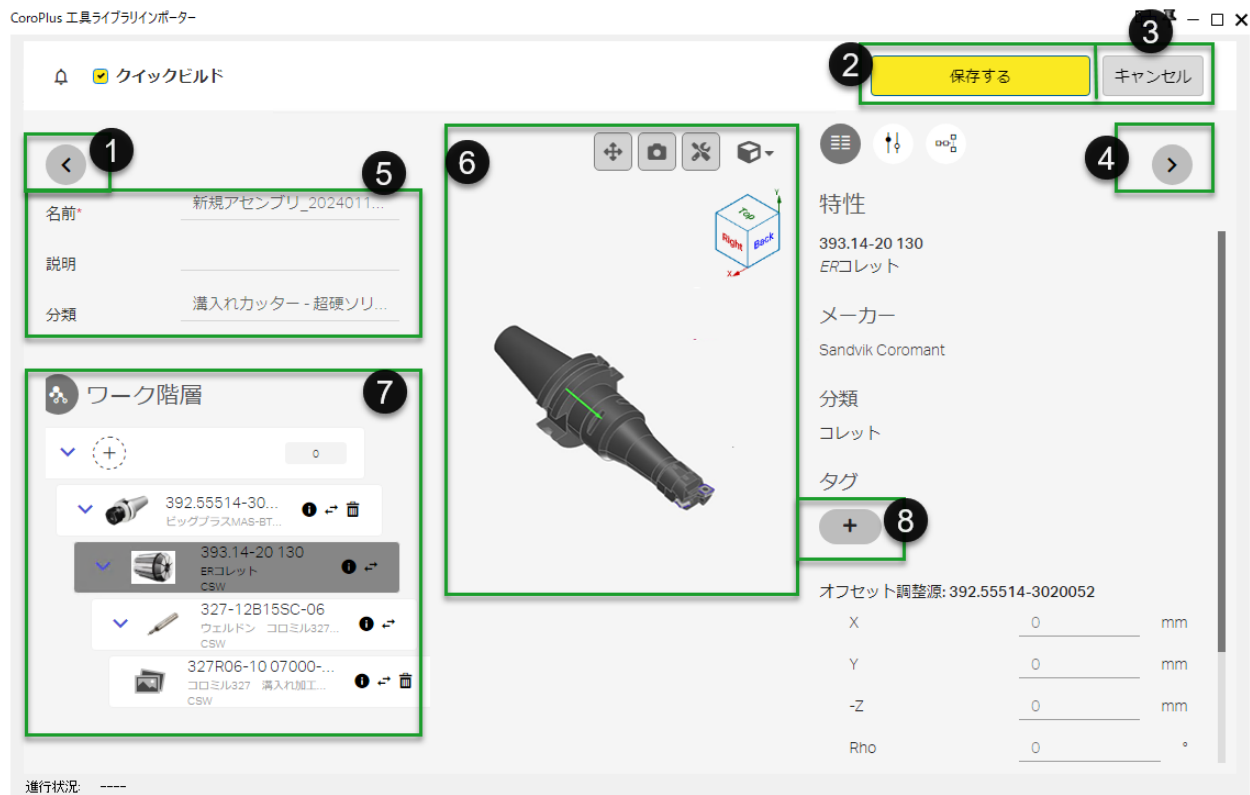 CoroPlus 工具ライブラリインポーター
3
クイックビルド
2
保存する
キャンセル
1
5
名前* 新規アセンブリ_2024011...
説明
分類 溝入れカッター - 超硬ソリ...
7
ワーク階層
0
392.55514-30...
ビッグプラスMAS-BT...
393.14-20 130
ERコレット
CSW
327-12B15SC-06
ウェルドン コロミル327...
CSW
327R06-10 07000-...
コロミル327 溝入れ加工...
CSW
6
Top
Right
Back
Y
X
4
特性
393.14-20 130
ERコレット
メーカー
Sandvik Coromant
分類
コレット
タグ
+
8
オフセット調整源: 392.55514-3020052
X 0 mm
Y 0 mm
-Z 0 mm
Rho 0 °
進行状況: ----